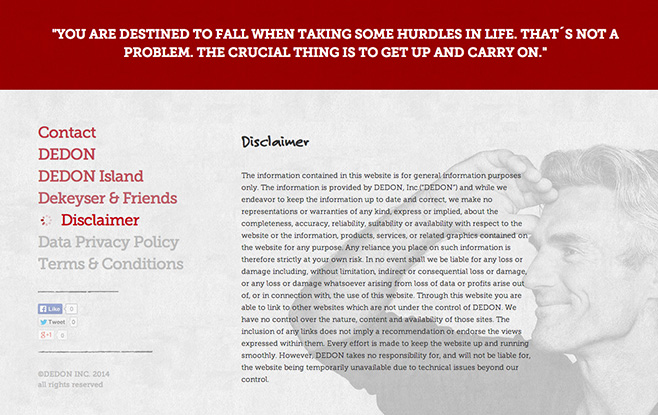 "YOU ARE DESTINED TO FALL WHEN TAKING SOME HURDLES IN LIFE. THAT´S NOT A
PROBLEM. THE CRUCIAL THING IS TO GET UP AND CARRY ON."
Contact
DEDON
DEDON Island
Dekeyser & Friends
Disclaimer
Data Privacy Policy
Terms & Conditions
Like 0
Tweet 0
g+1 0
©DEDON INC. 2014
all rights reserved
Disclaimer
The information contained in this website is for general information purposes
only. The information is provided by DEDON, Inc ("DEDON") and while we
endeavor to keep the information up to date and correct, we make no
representations or warranties of any kind, express or implied, about the
completeness, accuracy, reliability, suitability or availability with respect to the
website or the information, products, services, or related graphics contained on
the website for any purpose. Any reliance you place on such information is
therefore strictly at your own risk. In no event shall we be liable for any loss or
damage including, without limitation, indirect or consequential loss or damage,
or any loss or damage whatsoever arising from loss of data or profits arise out
of, or in connection with, the use of this website. Through this website you are
able to link to other websites which are not under the control of DEDON. We
have no control over the nature, content and availability of those sites. The
inclusion of any links does not imply a recommendation or endorse the views
expressed within them. Every effort is made to keep the website up and running
smoothly. However, DEDON takes no responsibility for, and will not be liable for,
the website being temporarily unavailable due to technical issues beyond our
control.